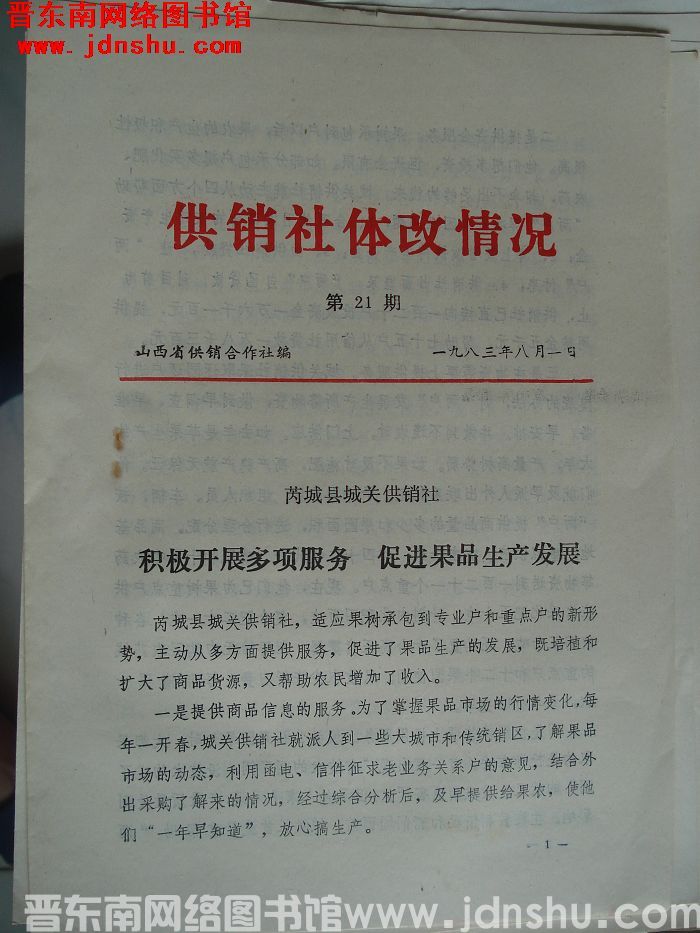 晋东南网络图书馆
www.jdnshu.com
供销社体改情况
第 21 期
山西省供销合作社编 一九八三年八月一日
芮城县城关供销社
积极开展多项服务 促进果品生产发展
芮城县城关供销社，适应果树承包到专业户和重点户的新形
势，主动从多方面提供服务，促进了果品生产的发展，既培植和
扩大了商品货源，又帮助农民增加了收入。
一是提供商品信息的服务。为了掌握果品市场的行情变化，每
年一开春，城关供销社就派人到一些大城市和传统销区，了解果品
市场的动态，利用函电、信件征求老业务关系户的意见，结合外
出采购了解来的情况，经过综合分析后，及早提供给果农，使他
们“一年早知道”，放心搞生产。
— 1 —
晋东南网络图书馆www.jdnshu.com